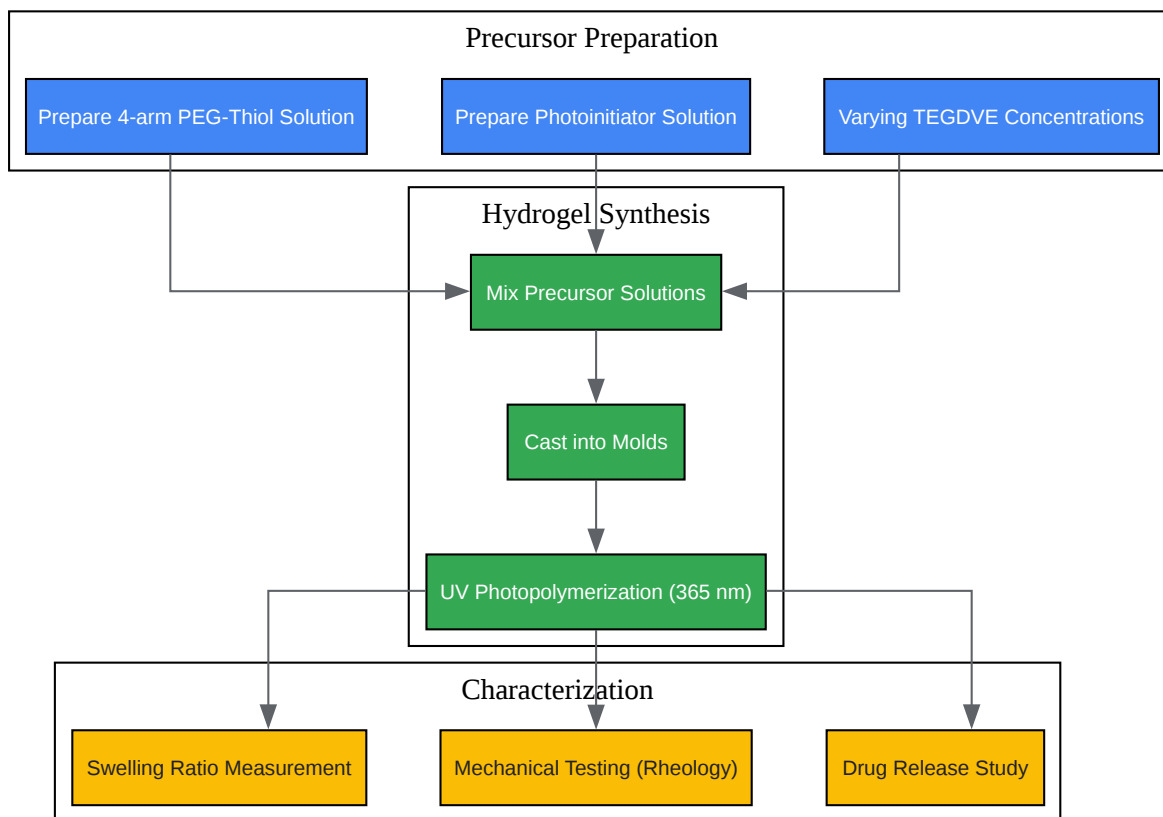 Precursor Preparation
Prepare 4-arm PEG-Thiol Solution
Prepare Photoinitiator Solution
Varying TEGDVE Concentrations
Hydrogel Synthesis
Mix Precursor Solutions
Cast into Molds
UV Photopolymerization (365 nm)
Characterization
Swelling Ratio Measurement
Mechanical Testing (Rheology)
Drug Release Study